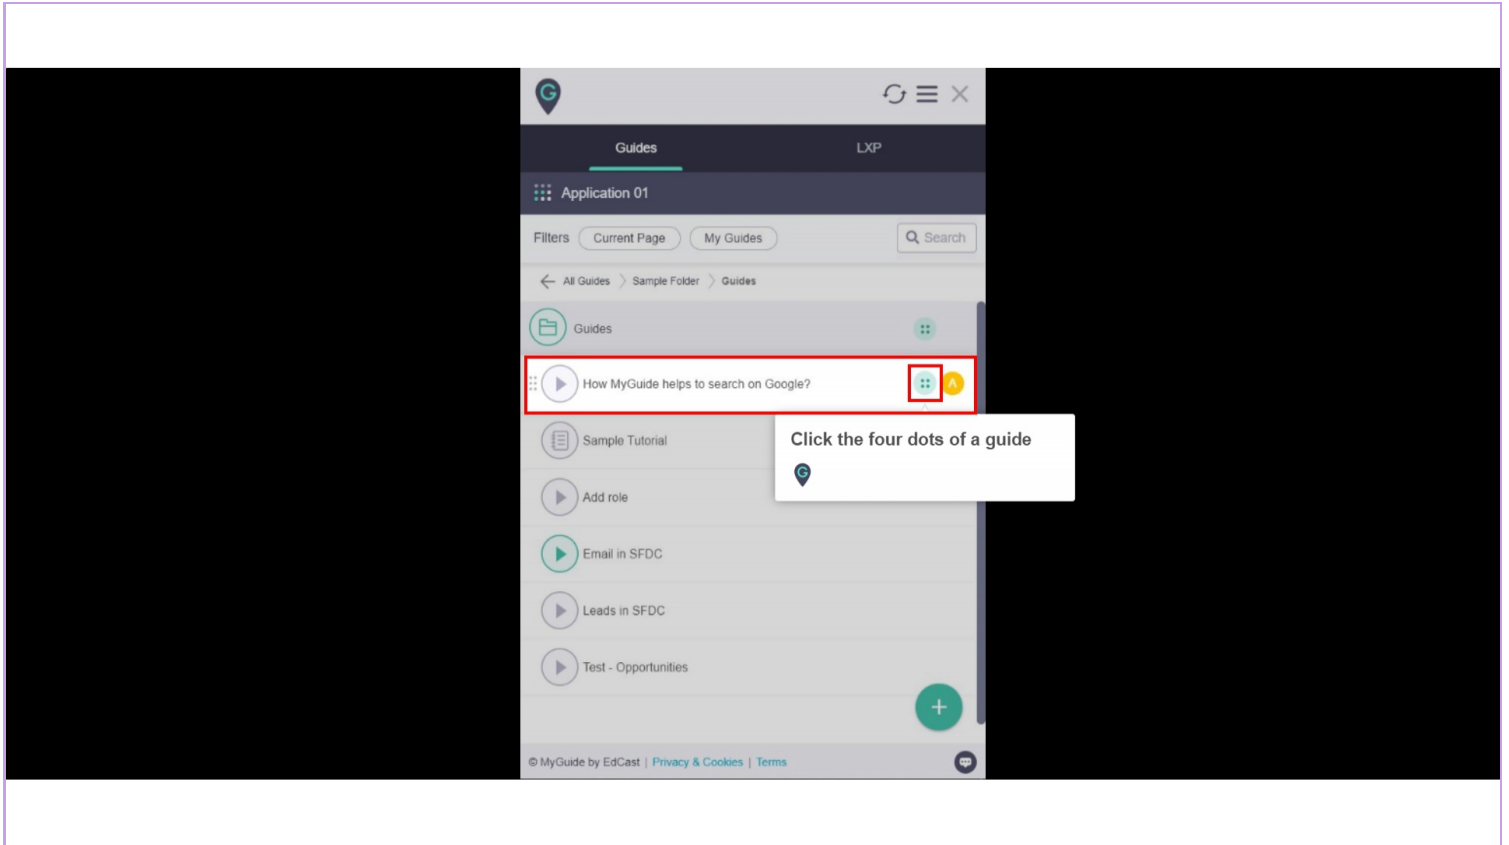 G
Guides LXP
Application 01
Filters Current Page My Guides Search
All Guides Sample Folder Guides
Guides
How MyGuide helps to search on Google?
Sample Tutorial
Click the four dots of a guide
G
Add role
Email in SFDC
Leads in SFDC
Test - Opportunities
+
© MyGuide by EdCast | Privacy & Cookies | Terms